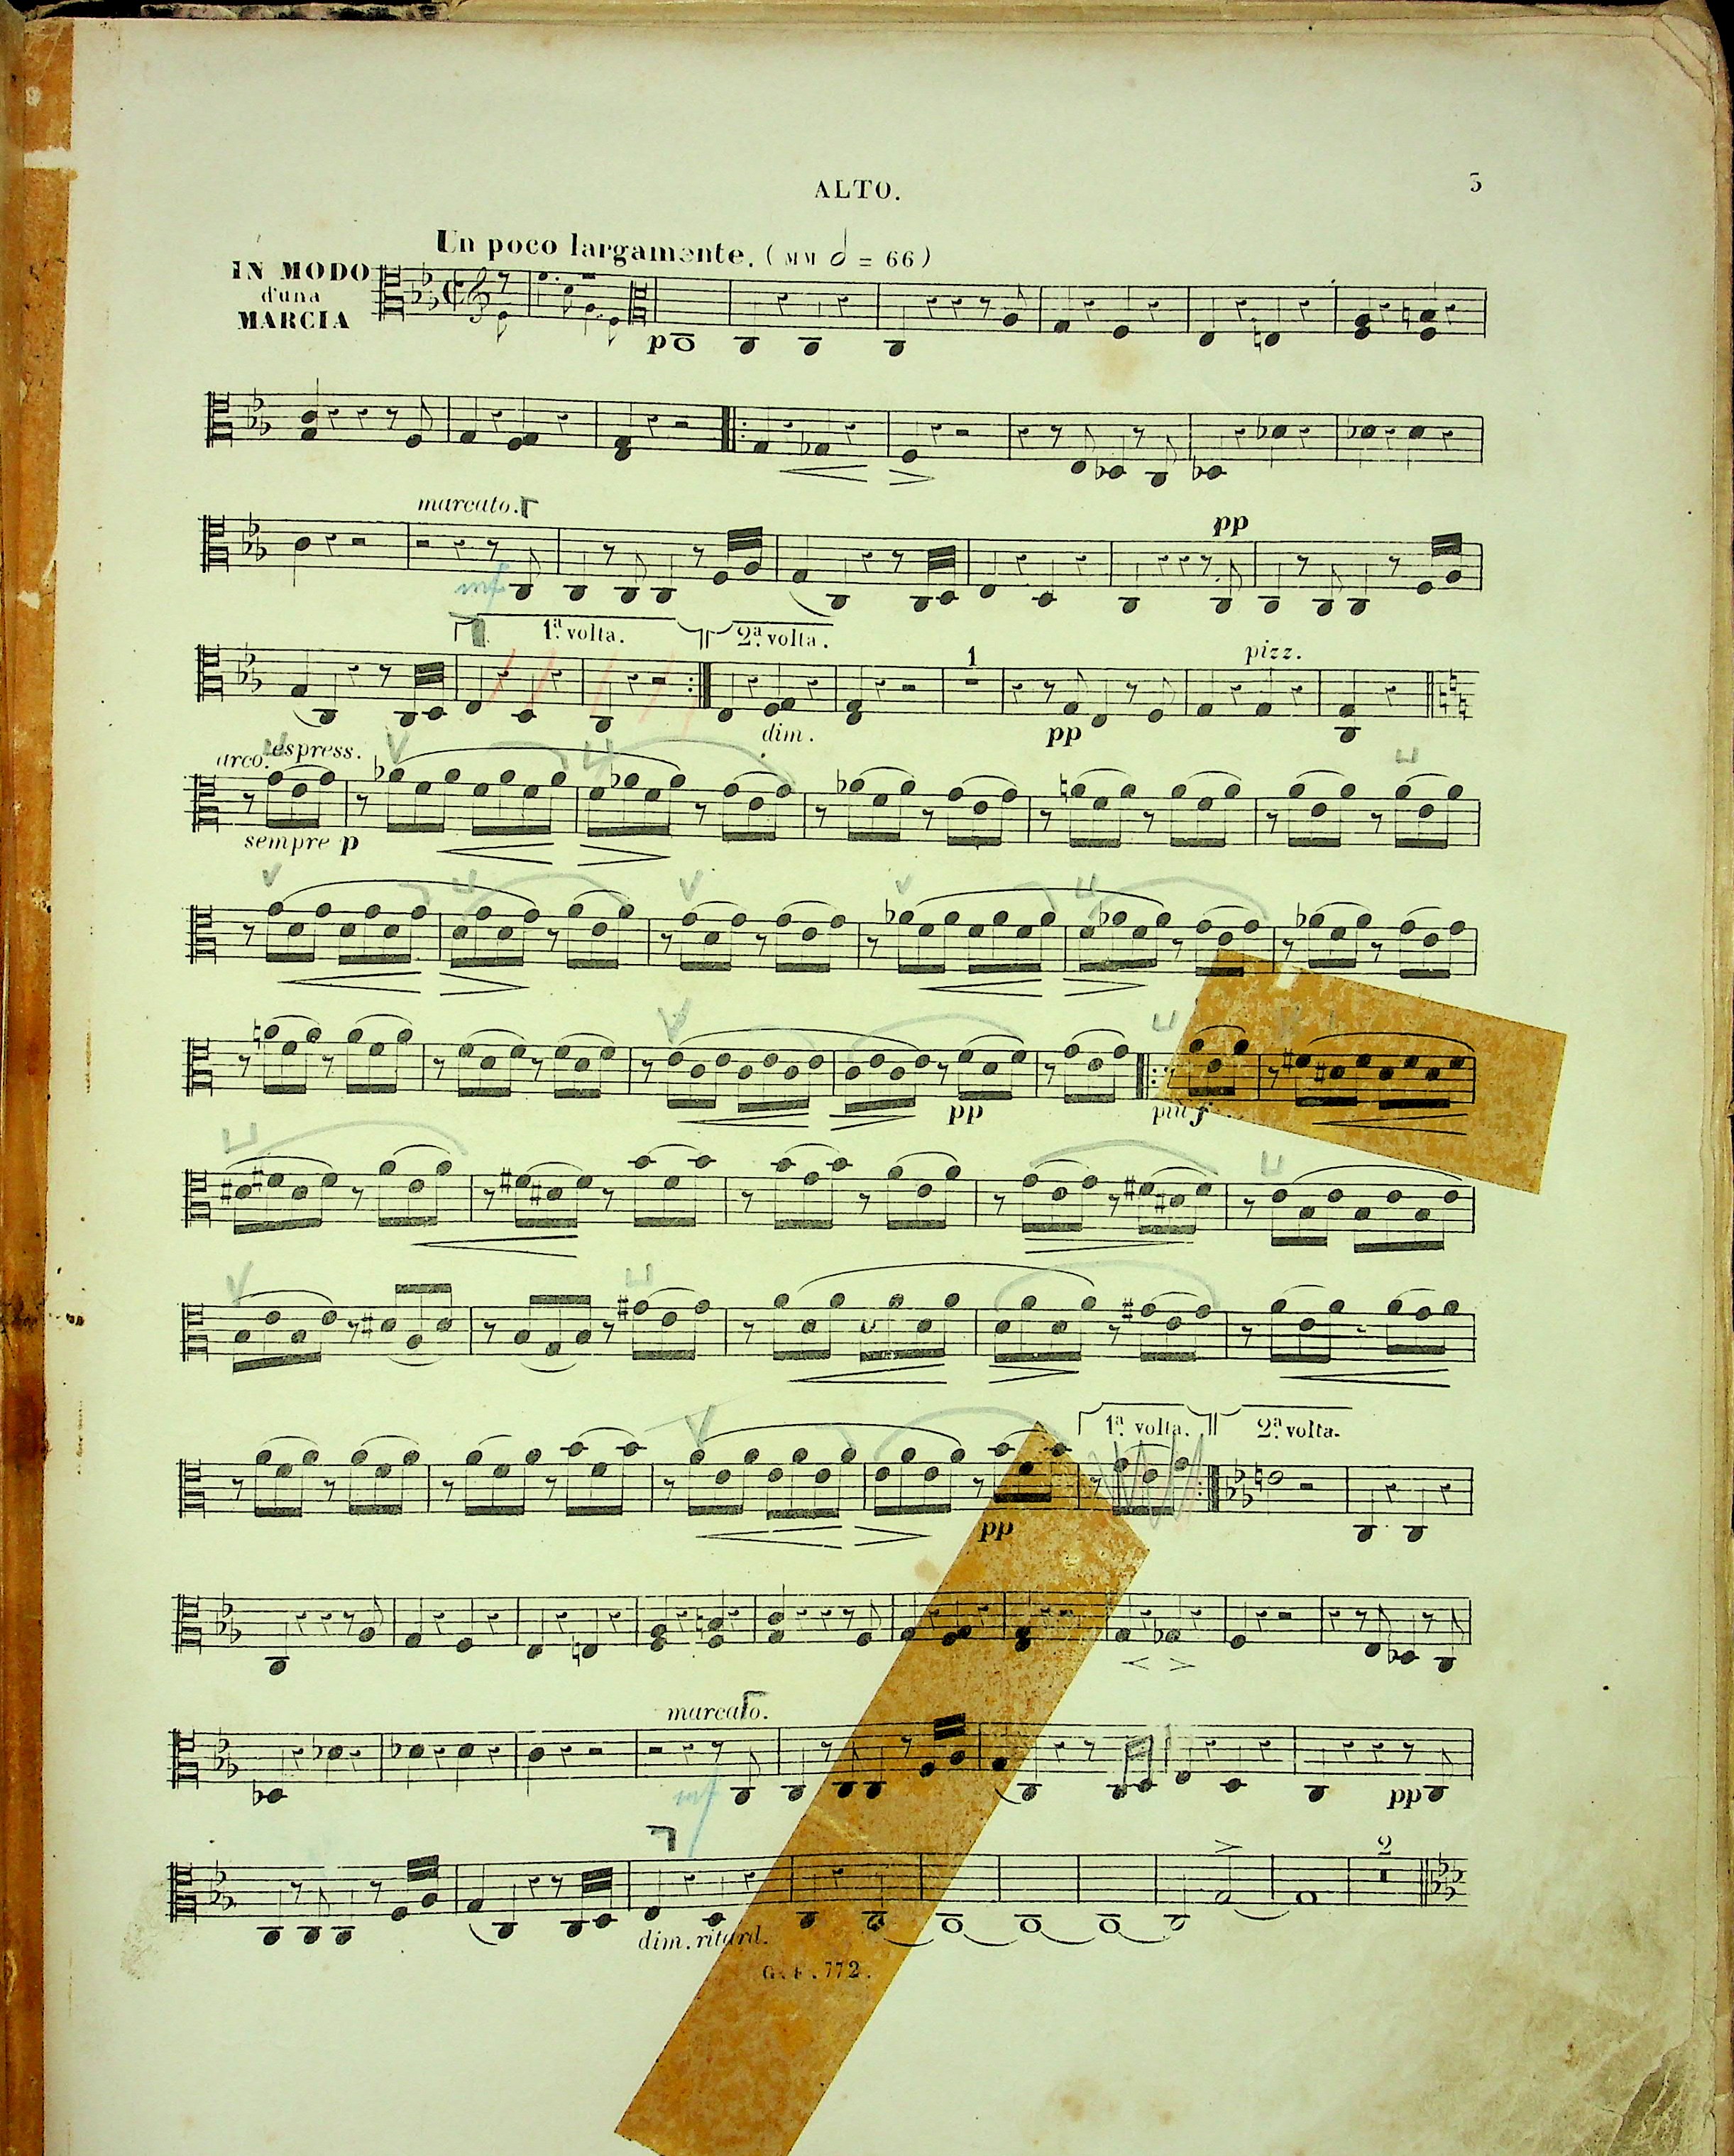 ALTO.
3
Un poco largamente. (MM 𝅗𝅥 = 66)
IN MODO
d'una
MARCIA
p
marcato.
mf
pp
1ª. volta.
2ª. volta.
1
pizz.
dim.
pp
arco.
espress.
sempre p
pp
più f
1ª. volta.
2ª. volta.
pp
marcato.
mf
pp
2
dim. ritard.
G. F. 772.